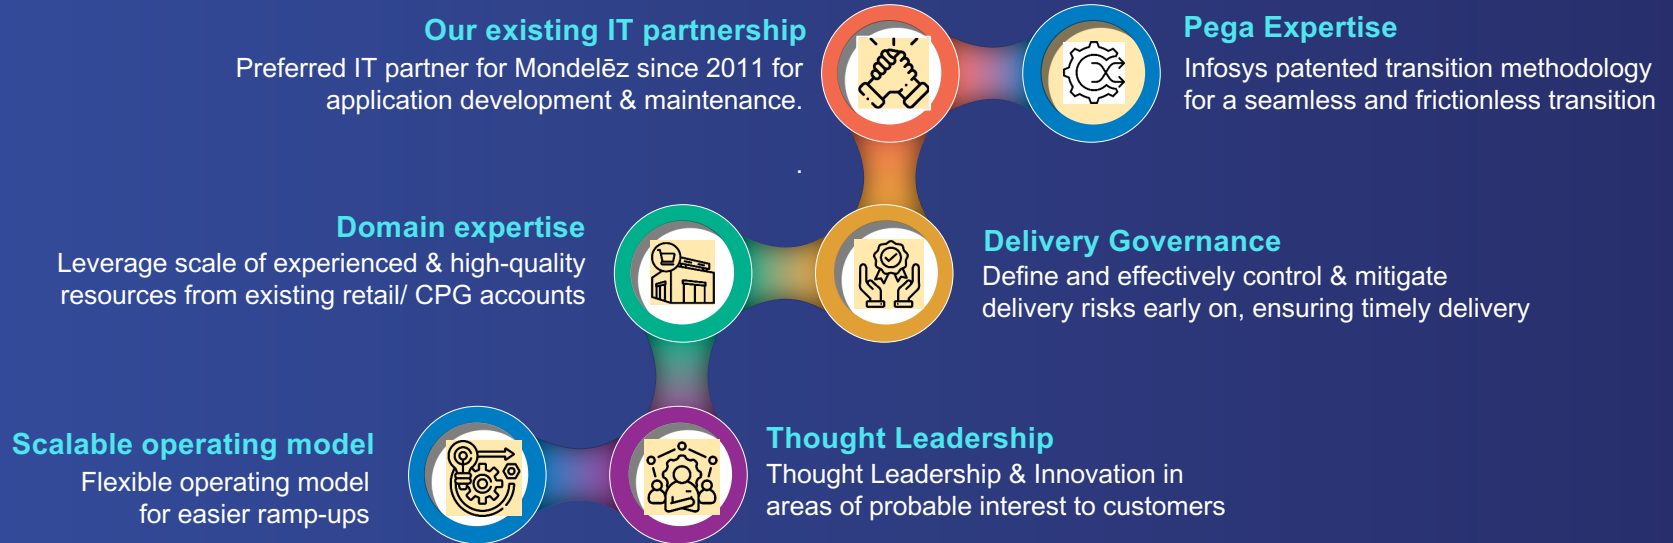 Our existing IT partnership
Preferred IT partner for Mondelēz since 2011 for
application development & maintenance.
.
Pega Expertise
Infosys patented transition methodology
for a seamless and frictionless transition
Domain expertise
Leverage scale of experienced & high-quality
resources from existing retail/ CPG accounts
Delivery Governance
Define and effectively control & mitigate
delivery risks early on, ensuring timely delivery
Scalable operating model
Flexible operating model
for easier ramp-ups
Thought Leadership
Thought Leadership & Innovation in
areas of probable interest to customers